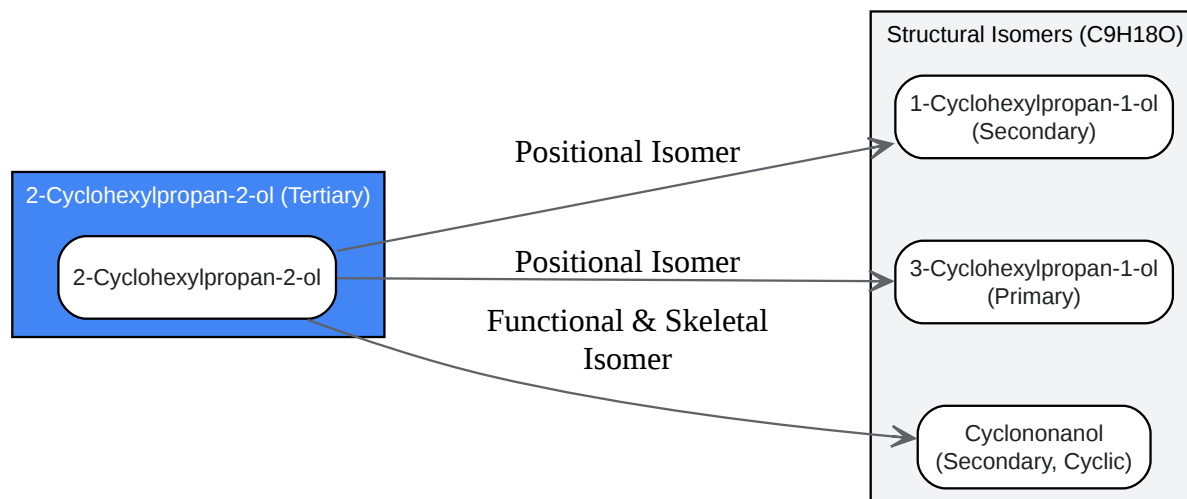 Structural Isomers (C9H18O)
1-Cyclohexylpropan-1-ol
(Secondary)
Positional Isomer
2-Cyclohexylpropan-2-ol (Tertiary)
2-Cyclohexylpropan-2-ol
Positional Isomer
3-Cyclohexylpropan-1-ol
(Primary)
Functional & Skeletal
Isomer
Cyclononanol
(Secondary, Cyclic)